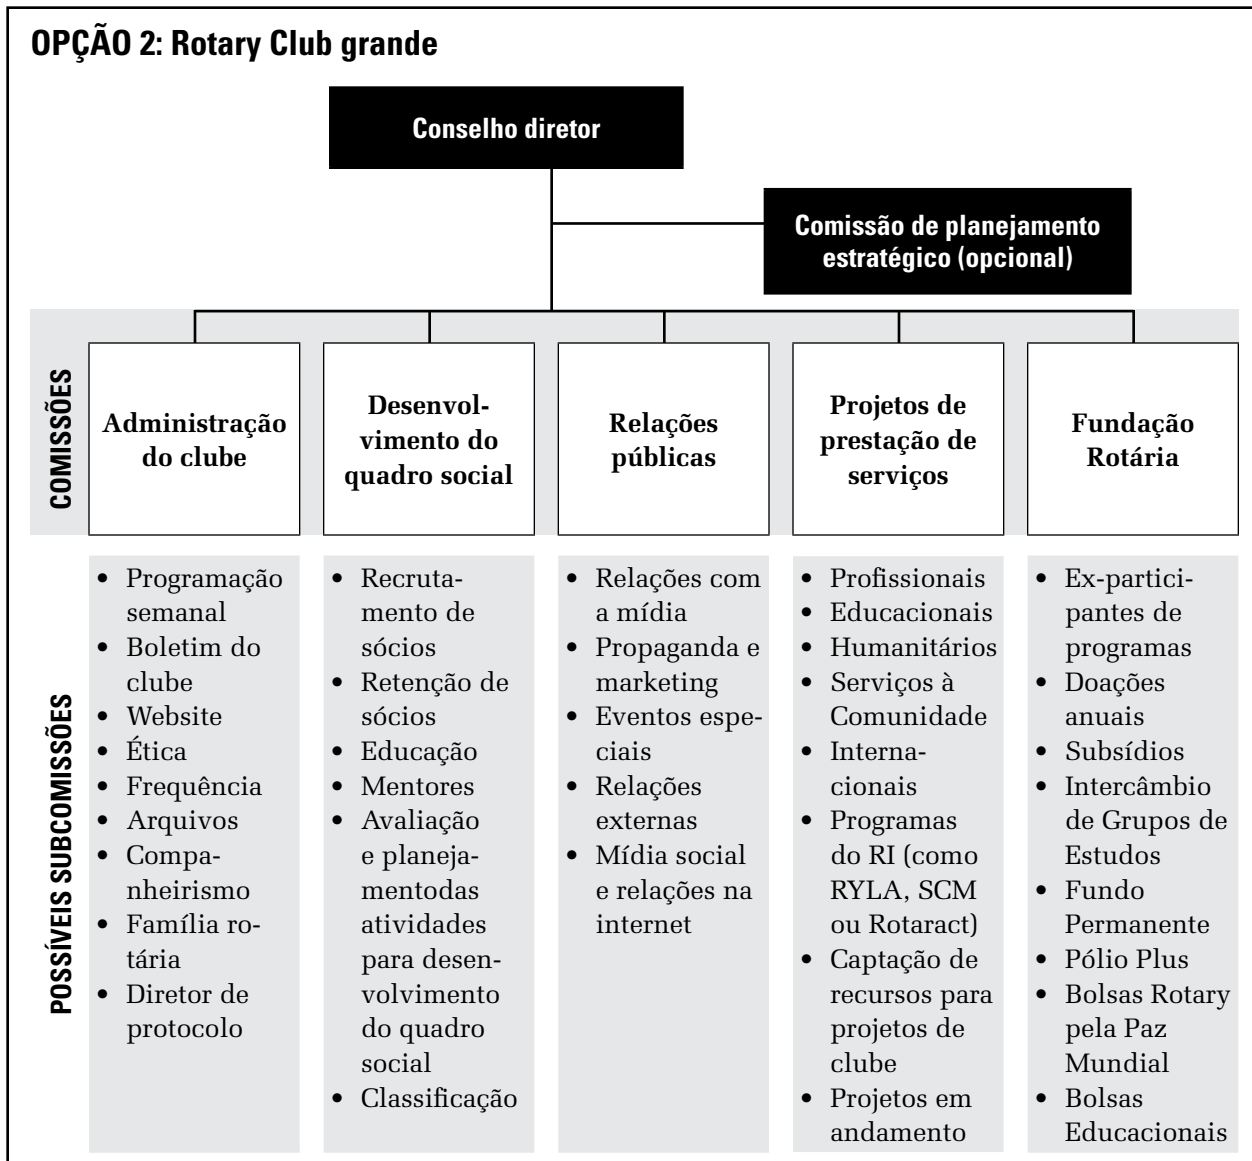 OPÇÃO 2: Rotary Club grande
Conselho diretor
Comissão de planejamento
estratégico (opcional)
COMISSÕES
Administração
do clube
Desenvol-
vimento do
quadro social
Relações
públicas
Projetos de
prestação de
serviços
Fundação
Rotária
POSSÍVEIS SUBCOMISSÕES
• Programação
semanal
• Boletim do
clube
• Website
• Ética
• Frequência
• Arquivos
• Compa-
nheirismo
• Família ro-
tária
• Diretor de
protocolo
• Recruta-
mento de
sócios
• Retenção de
sócios
• Educação
• Mentores
• Avaliação
e planeja-
mentodas
atividades
para desen-
volvimento
do quadro
social
• Classificação
• Relações com
a mídia
• Propaganda e
marketing
• Eventos espe-
ciais
• Relações
externas
• Mídia social
e relações na
internet
• Profissionais
• Educacionais
• Humanitários
• Serviços à
Comunidade
• Interna-
cionais
• Programas
do RI (como
RYLA, SCM
ou Rotaract)
• Captação de
recursos para
projetos de
clube
• Projetos em
andamento
• Ex-partici-
pantes de
programas
• Doações
anuais
• Subsídios
• Intercâmbio
de Grupos de
Estudos
• Fundo
Permanente
• Pólio Plus
• Bolsas Rotary
pela Paz
Mundial
• Bolsas
Educacionais